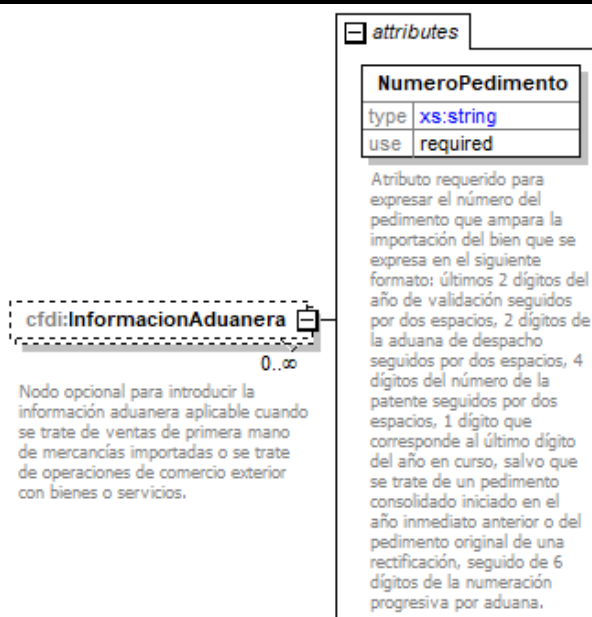 attributes
NumeroPedimento
type xs:string
use required
Atributo requerido para
expresar el número del
pedimento que ampara la
importación del bien que se
expresa en el siguiente
formato: últimos 2 dígitos del
año de validación seguidos
por dos espacios, 2 dígitos de
la aduana de despacho
seguidos por dos espacios, 4
dígitos del número de la
patente seguidos por dos
espacios, 1 dígito que
corresponde al último dígito
del año en curso, salvo que
se trate de un pedimento
consolidado iniciado en el
año inmediato anterior o del
pedimento original de una
rectificación, seguido de 6
dígitos de la numeración
progresiva por aduana.
cfdi:InformacionAduanera
0..∞
Nodo opcional para introducir la
información aduanera aplicable cuando
se trate de ventas de primera mano
de mercancías importadas o se trate
de operaciones de comercio exterior
con bienes o servicios.